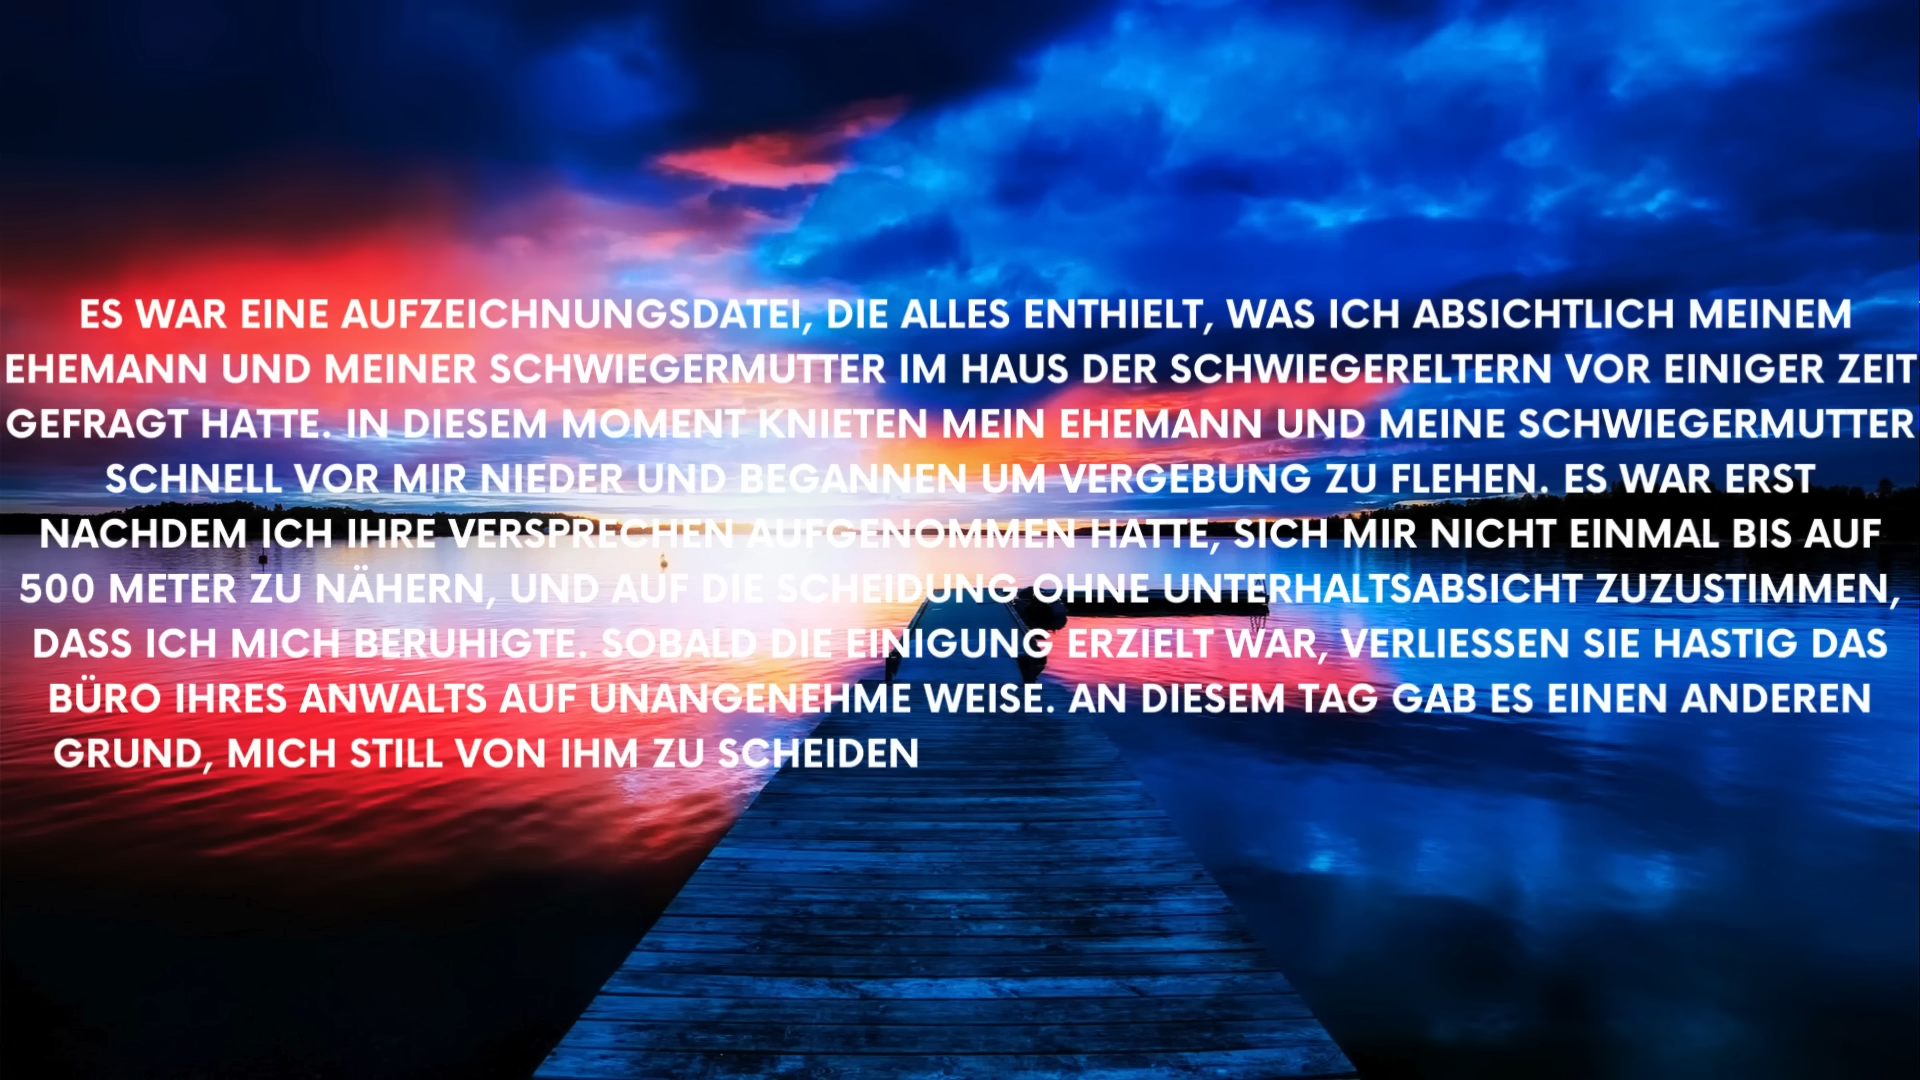 ES WAR EINE AUFZEICHNUNGSDATEI, DIE ALLES ENTHIELT, WAS ICH ABSICHTLICH MEINEM
EHEMANN UND MEINER SCHWIEGERMUTTER IM HAUS DER SCHWIEGERELTERN VOR EINIGER ZEIT
GEFRAGT HATTE. IN DIESEM MOMENT KNIETEN MEIN EHEMANN UND MEINE SCHWIEGERMUTTER
SCHNELL VOR MIR NIEDER UND BEGANNEN UM VERGEBUNG ZU FLEHEN. ES WAR ERST
NACHDEM ICH IHRE VERSPRECHEN AUFGENOMMEN HATTE, SICH MIR NICHT EINMAL BIS AUF
500 METER ZU NÄHERN, UND AUF DIE SCHEIDUNG OHNE UNTERHALTSABSICHT ZUZUSTIMMEN,
DASS ICH MICH BERUHIGTE. SOBALD DIE EINIGUNG ERZIELT WAR, VERLIESSEN SIE HASTIG DAS
BÜRO IHRES ANWALTS AUF UNANGENEHME WEISE. AN DIESEM TAG GAB ES EINEN ANDEREN
GRUND, MICH STILL VON IHM ZU SCHEIDEN